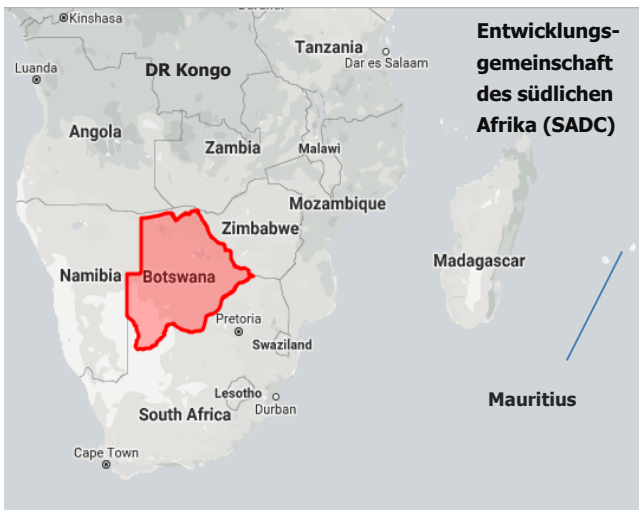 Kinshasa
Entwicklungs-
gemeinschaft
des südlichen
Afrika (SADC)
Tanzania
Dar es Salaam
Luanda
DR Kongo
Angola
Zambia
Malawi
Mozambique
Zimbabwe
Madagascar
Namibia
Botswana
Pretoria
Swaziland
Lesotho
Mauritius
Durban
South Africa
Cape Town